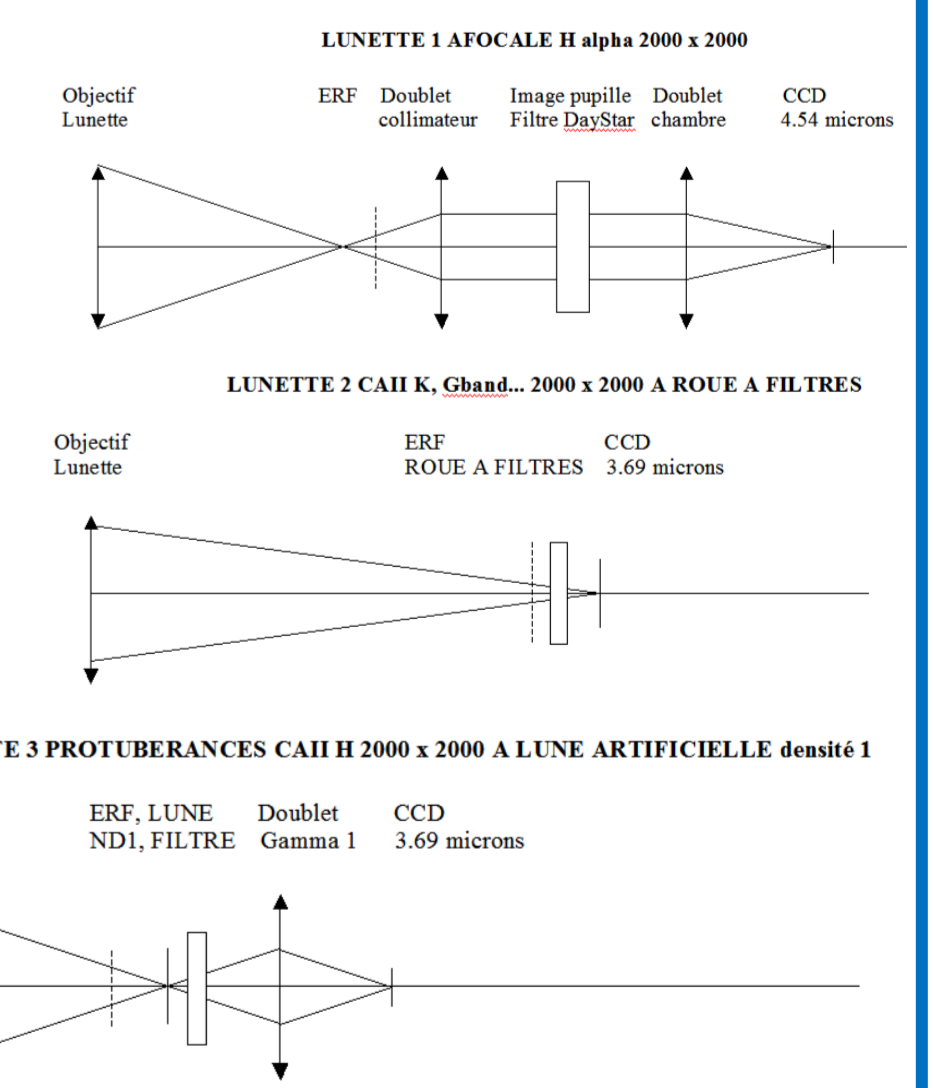 LUNETTE 1 AFOCALE H alpha 2000 x 2000
Objectif ERF Doublet Image pupille Doublet CCD
Lunette collimateur Filtre DayStar chambre 4.54 microns
LUNETTE 2 CAII K, Gband... 2000 x 2000 A ROUE A FILTRES
Objectif ERF CCD
Lunette ROUE A FILTRES 3.69 microns
TE 3 PROTUBERANCES CAII H 2000 x 2000 A LUNE ARTIFICIELLE densité 1
ERF, LUNE Doublet CCD
ND1, FILTRE Gamma 1 3.69 microns